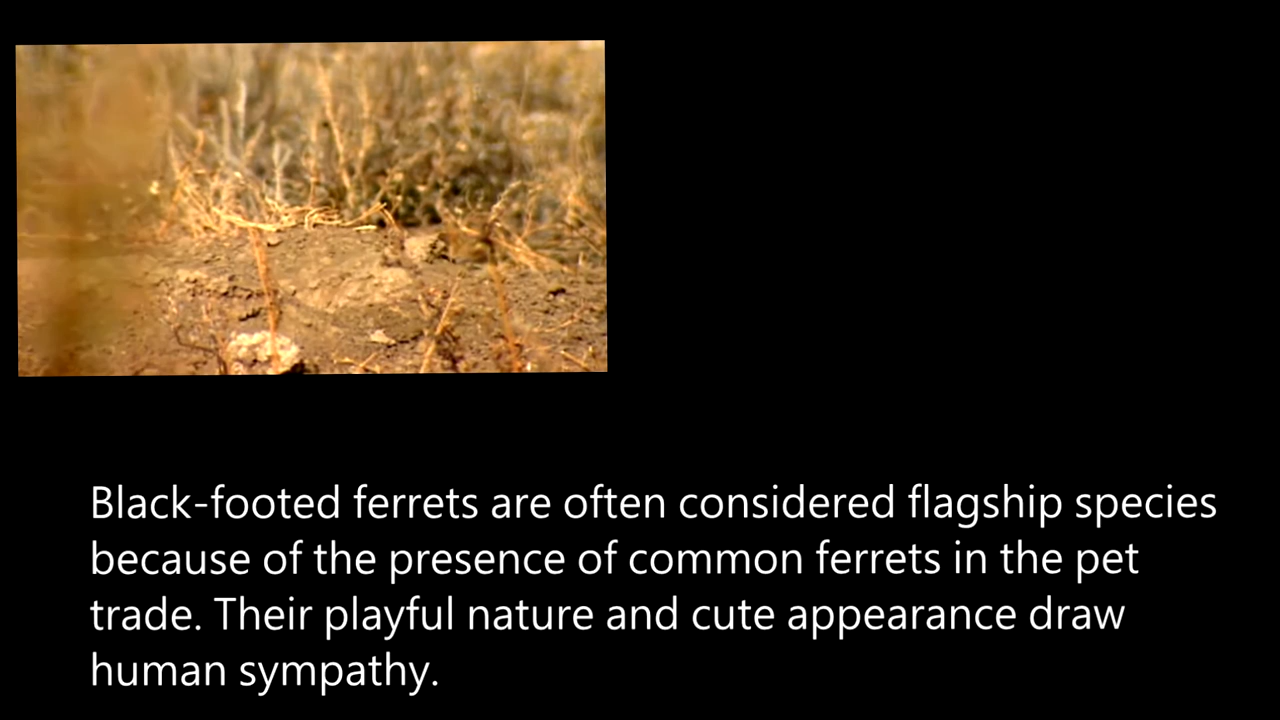 Black-footed ferrets are often considered flagship species
because of the presence of common ferrets in the pet
trade. Their playful nature and cute appearance draw
human sympathy.